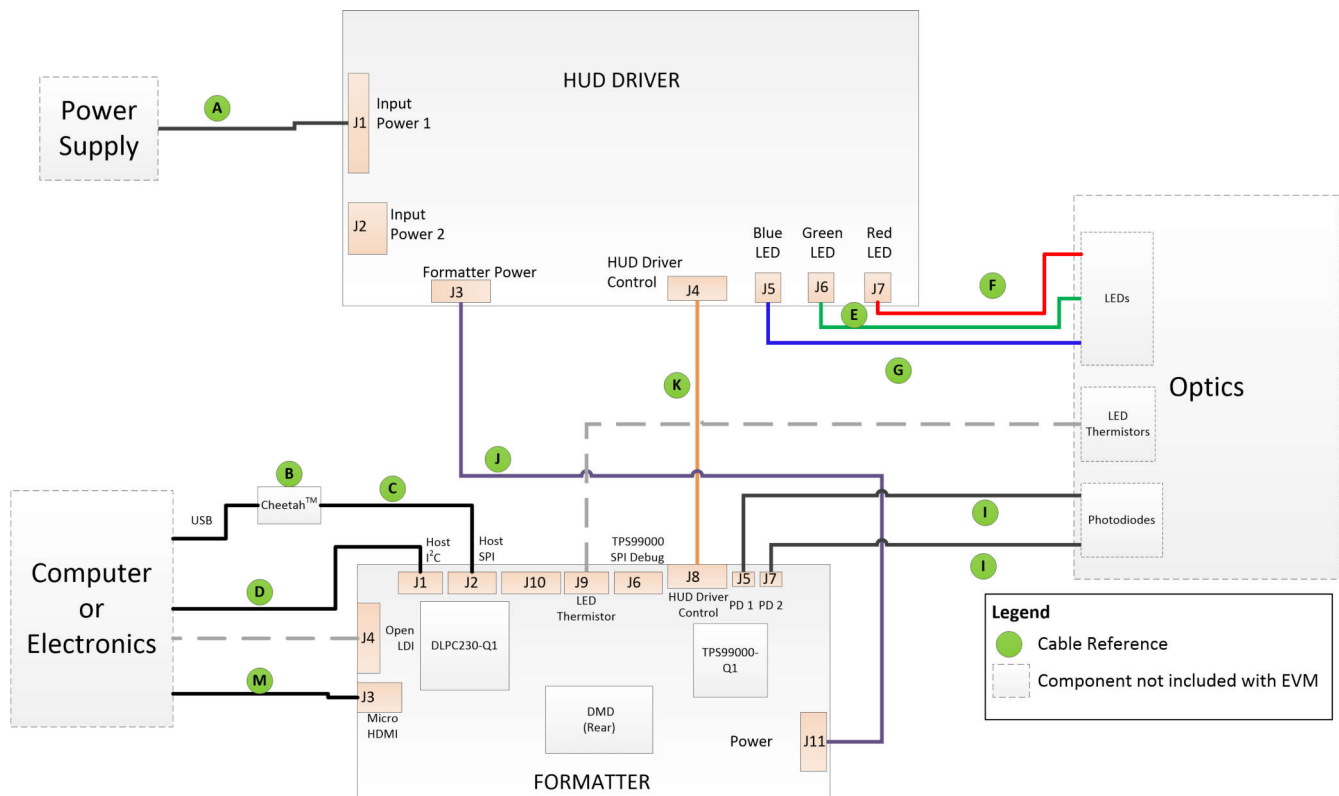 HUD DRIVER
Power
Supply
A
J1
Input
Power 1
J2
Input
Power 2
Formatter Power
J3
HUD Driver
Control
J4
Blue
LED
J5
Green
LED
J6
Red
LED
J7
E
F
G
LEDs
Optics
LED
Thermistors
Photodiodes
K
J
I
I
B
Cheetah™
C
USB
D
M
Computer
or
Electronics
Host
I²C
Host
SPI
TPS99000
SPI Debug
J1
J2
J10
J9
LED
Thermistor
J6
J8
HUD Driver
Control
J5
PD 1
J7
PD 2
J4
Open
LDI
DLPC230-Q1
TPS99000-
Q1
J3
Micro
HDMI
DMD
(Rear)
Power
J11
FORMATTER
Legend
Cable Reference
Component not included with EVM